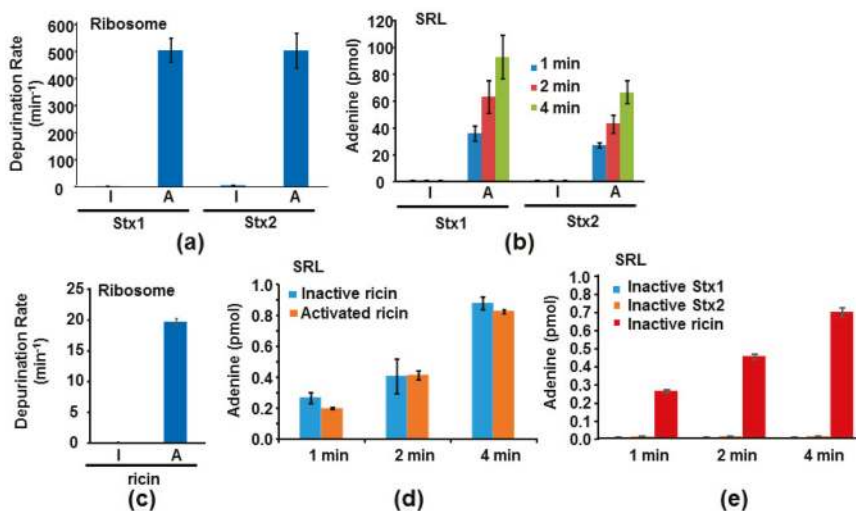 Ribosome
Depurination Rate
(min-1)
600
500
400
300
200
100
0
I A I A
Stx1 Stx2
(a)
SRL
Adenine (pmol)
120
100
80
60
40
20
0
1 min
2 min
4 min
I A I A
Stx1 Stx2
(b)
Ribosome
Depurination Rate
(min-1)
25
20
15
10
5
0
I A
ricin
(c)
SRL
Adenine (pmol)
1.0
0.8
0.6
0.4
0.2
0.0
Inactive ricin
Activated ricin
1 min 2 min 4 min
(d)
SRL
Adenine (pmol)
1.0
0.9
0.8
0.7
0.6
0.5
0.4
0.3
0.2
0.1
0.0
Inactive Stx1
Inactive Stx2
Inactive ricin
1 min 2 min 4 min
(e)